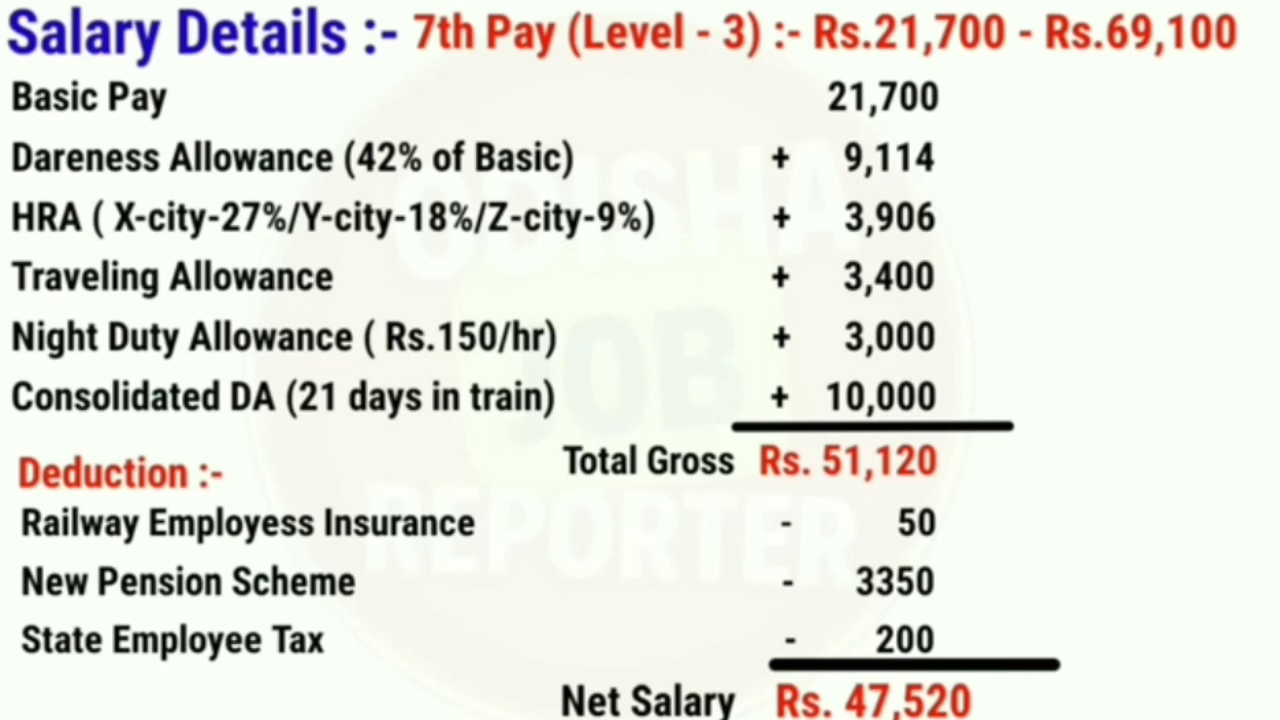 Salary Details :- 7th Pay (Level - 3) :- Rs.21,700 - Rs.69,100
Basic Pay 21,700
Dareness Allowance (42% of Basic) + 9,114
HRA ( X-city-27%/Y-city-18%/Z-city-9%) + 3,906
Traveling Allowance + 3,400
Night Duty Allowance ( Rs.150/hr) + 3,000
Consolidated DA (21 days in train) + 10,000
Total Gross Rs. 51,120
Deduction :-
Railway Employess Insurance - 50
New Pension Scheme - 3350
State Employee Tax - 200
Net Salary Rs. 47,520
ODISHA
JOB
REPORTER